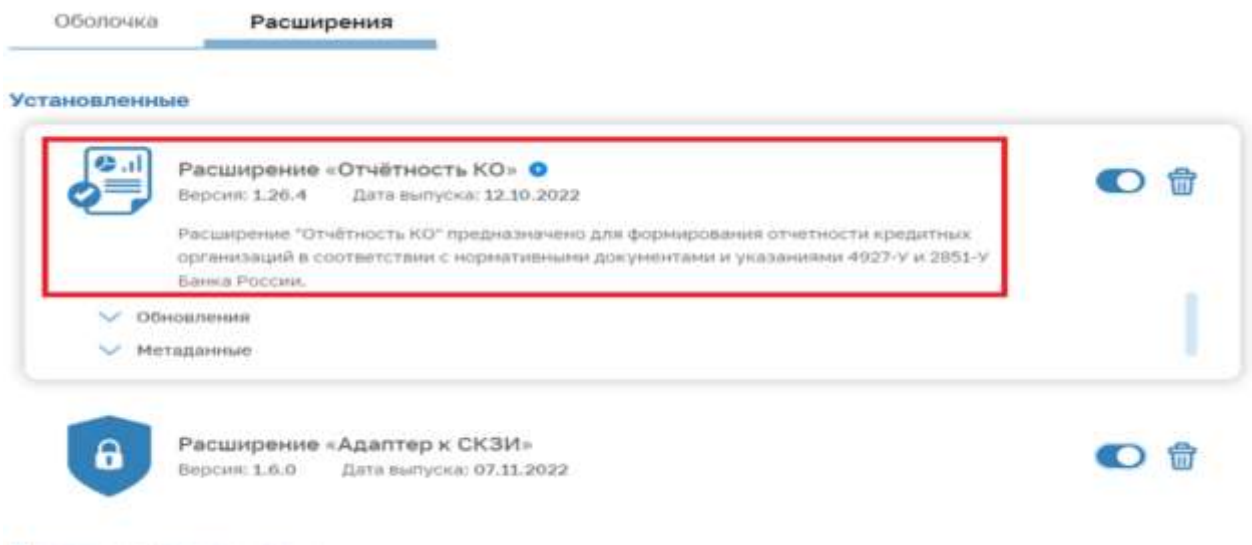 Оболочка Расширения
Установленные
Расширение «Отчётность КО»
Версия: 1.26.4 Дата выпуска: 12.10.2022
Расширение "Отчётность КО" предназначено для формирования отчетности кредитных
организаций в соответствии с нормативными документами и указаниями 4927-У и 2851-У
Банка России.
Обновления
Метаданные
Расширение «Адаптер к СКЗИ»
Версия: 1.6.0 Дата выпуска: 07.11.2022